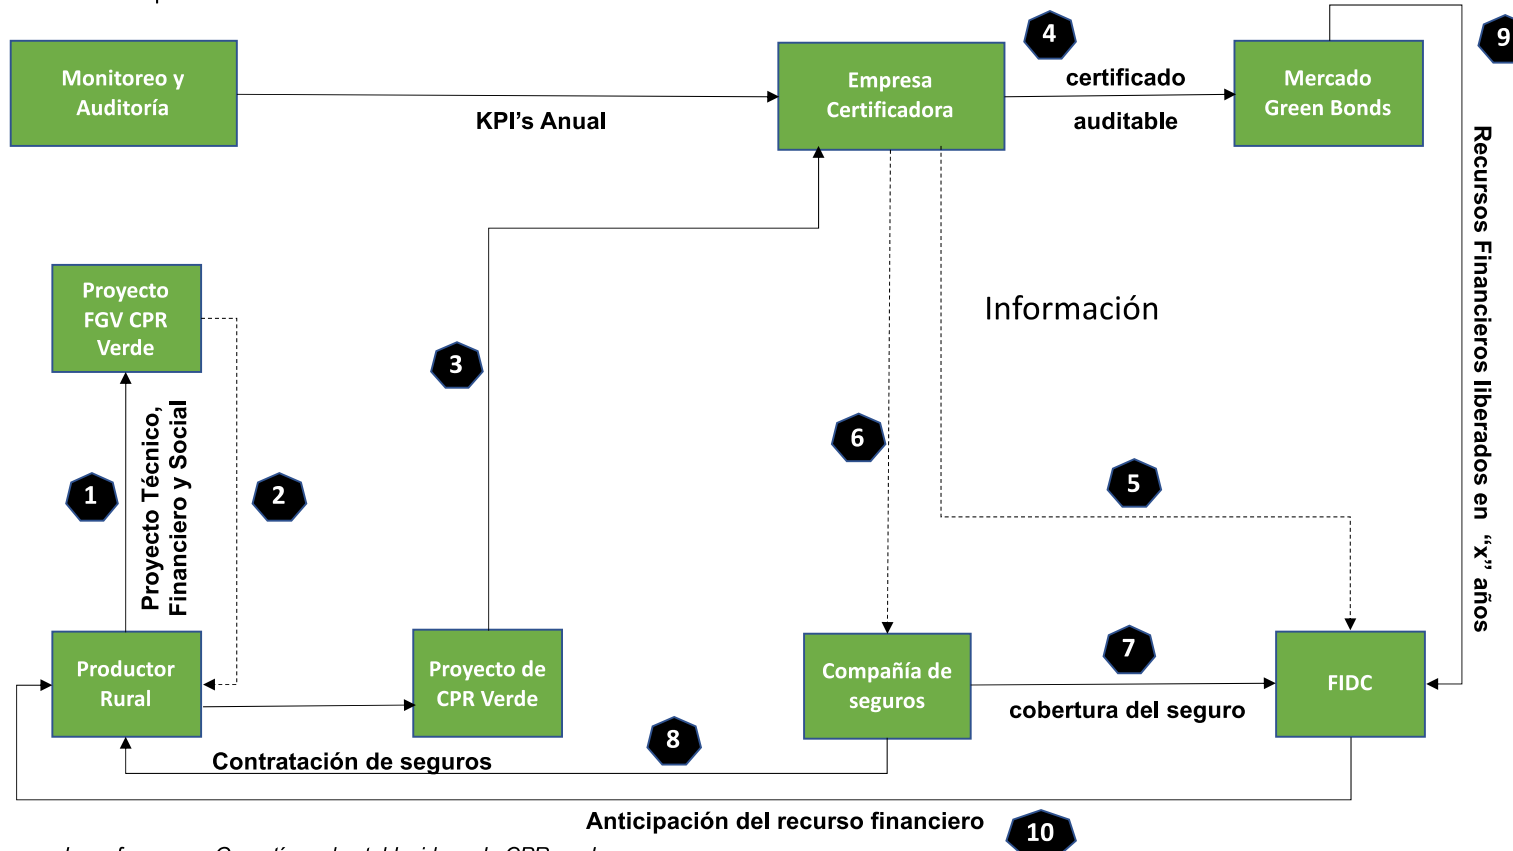 4
9
Monitoreo y
Auditoría
KPI's Anual
Empresa
Certificadora
certificado
auditable
Mercado
Green Bonds
Recursos Financieros liberados en “x” años
Proyecto
FGV CPR
Verde
Información
3
6
5
1
Proyecto Técnico,
Financiero y Social
2
Productor
Rural
Proyecto de
CPR Verde
Compañía de
seguros
7
cobertura del seguro
FIDC
8
Contratación de seguros
Anticipación del recurso financiero
10